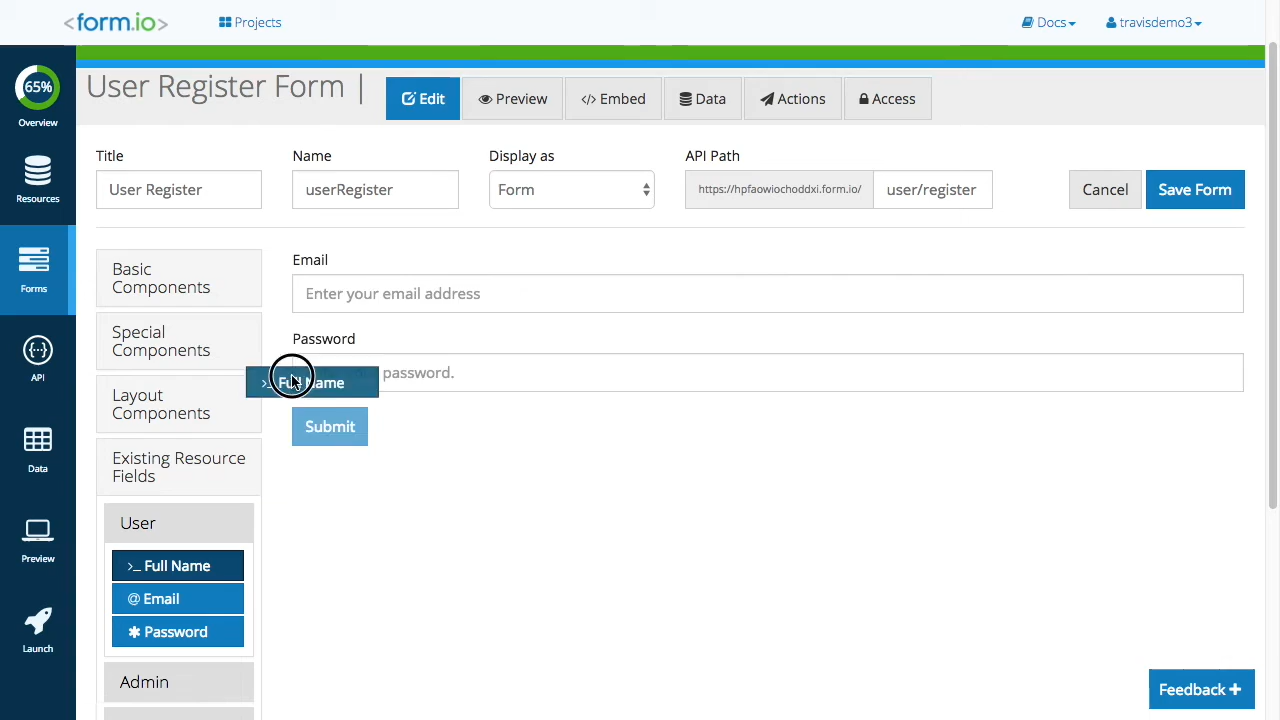 <form.io>
Projects
Docs
travisdemo3
65%
Overview
Resources
Forms
API
Data
Preview
Launch
User Register Form |
Edit
Preview
</> Embed
Data
Actions
Access
Title
Name
Display as
API Path
User Register
userRegister
Form
https://hpfaowiochoddxi.form.io/
user/register
Cancel
Save Form
Basic
Components
Special
Components
Layout
Components
Existing Resource
Fields
User
>_ Full Name
@ Email
✱ Password
Admin
Email
Enter your email address
Password
password.
>_ Full Name
Submit
Feedback +